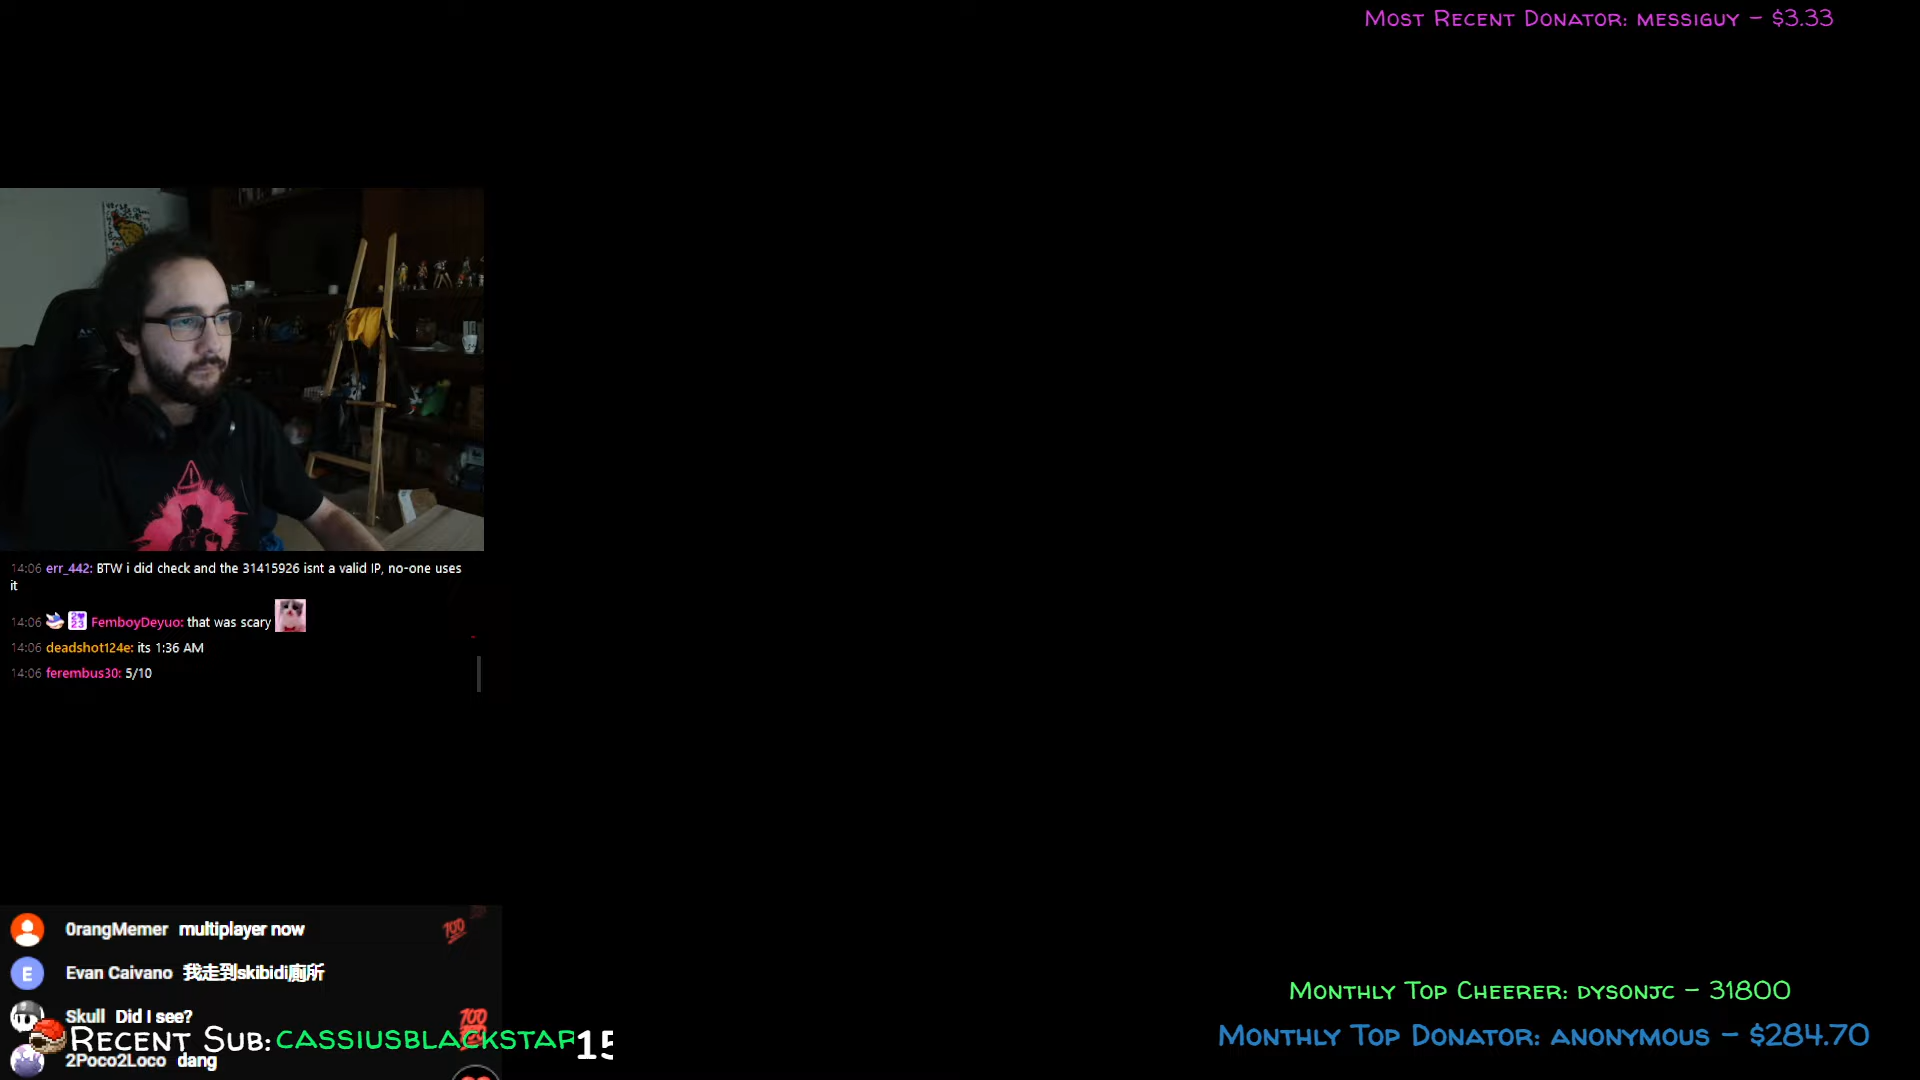 MOST RECENT DONATOR: MESSIGUY - $3.33
14:06 err_442: BTW i did check and the 31415926 isnt a valid IP, no-one uses
it
14:06 FemboyDeyuo: that was scary
14:06 deadshot124e: its 1:36 AM
14:06 ferembus30: 5/10
0rangMemer multiplayer now
E Evan Caivano 我走到skibidi廁所
Skull Did I see?
RECENT SUB: CASSIUSBLACKSTAR
2Poco2Loco dang
MONTHLY TOP CHEERER: DYSONJC - 31800
MONTHLY TOP DONATOR: ANONYMOUS - $284.70